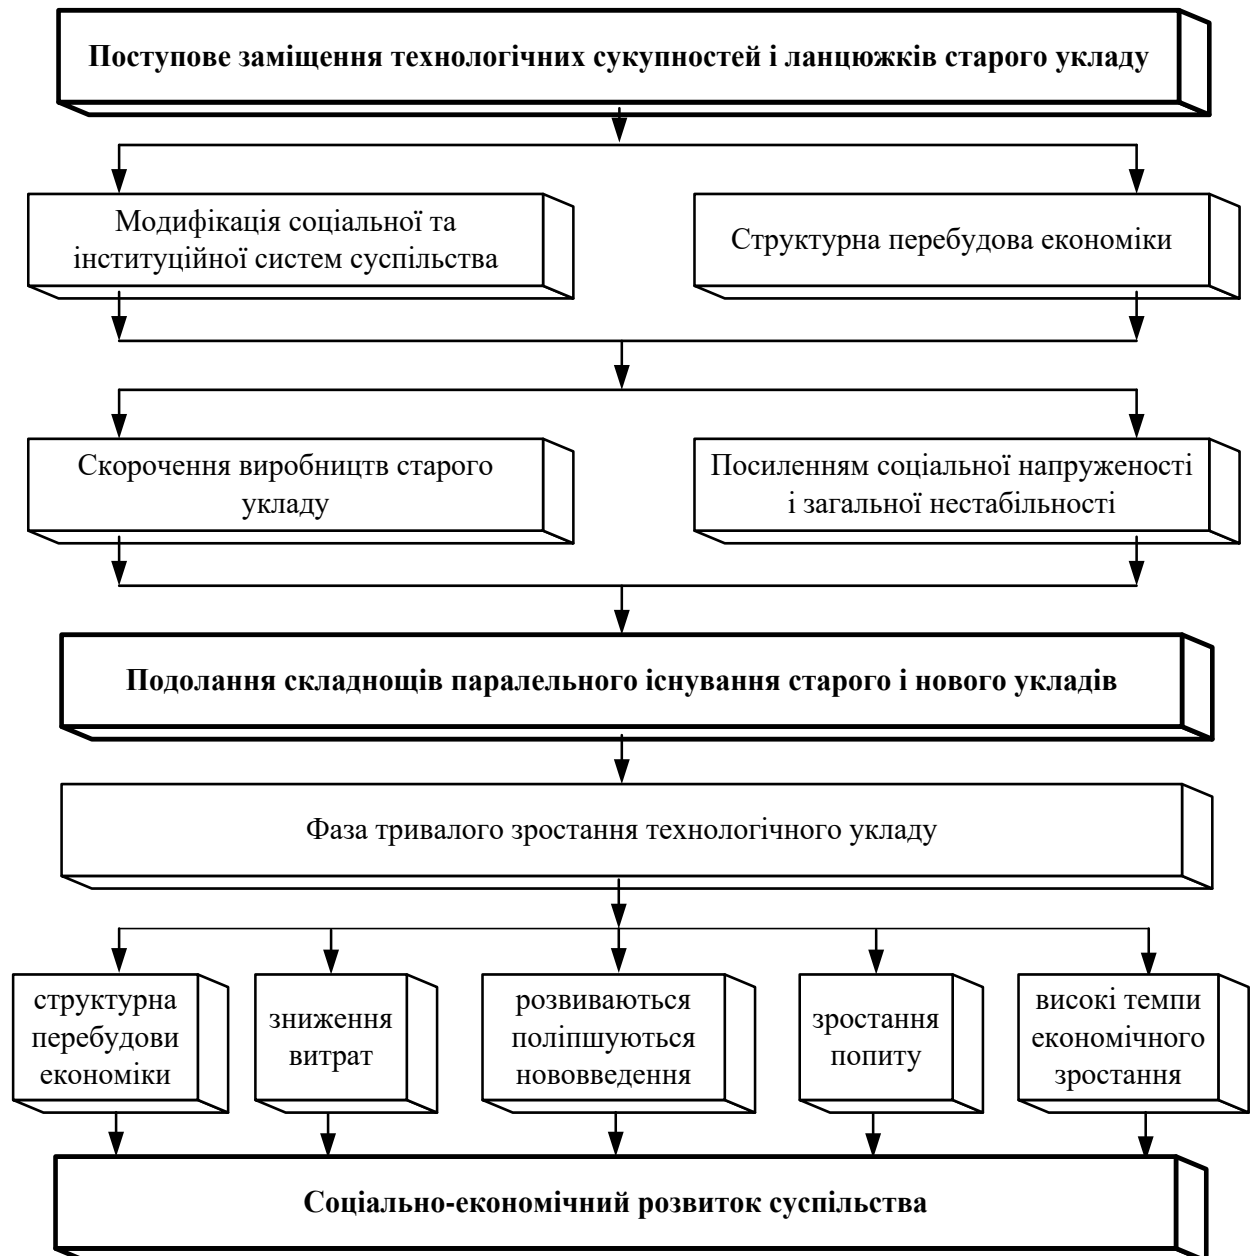 Поступове заміщення технологічних сукупностей і ланцюжків старого укладу
Модифікація соціальної та
інституційної систем суспільства
Структурна перебудова економіки
Скорочення виробництв старого
укладу
Посиленням соціальної напруженості
і загальної нестабільності
Подолання складнощів паралельного існування старого і нового укладів
Фаза тривалого зростання технологічного укладу
структурна
перебудови
економіки
зниження
витрат
розвиваються
поліпшуються
нововведення
зростання
попиту
високі темпи
економічного
зростання
Соціально-економічний розвиток суспільства